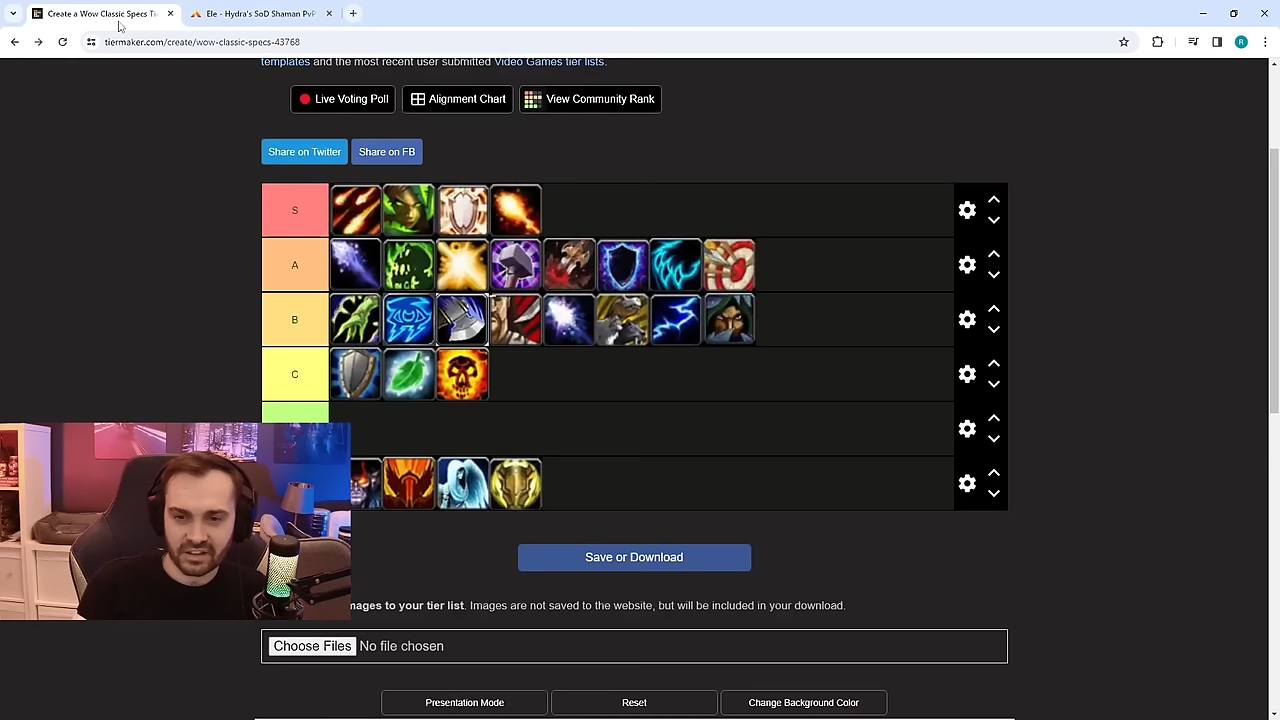 Create a Wow Classic Specs Ti
Ele - Hydra's SoD Shaman PvP
tiermaker.com/create/wow-classic-specs-43768
R
templates and the most recent user submitted Video Games tier lists.
Live Voting Poll
Alignment Chart
View Community Rank
Share on Twitter
Share on FB
S
A
B
C
Save or Download
mages to your tier list. Images are not saved to the website, but will be included in your download.
Choose Files No file chosen
Presentation Mode
Reset
Change Background Color